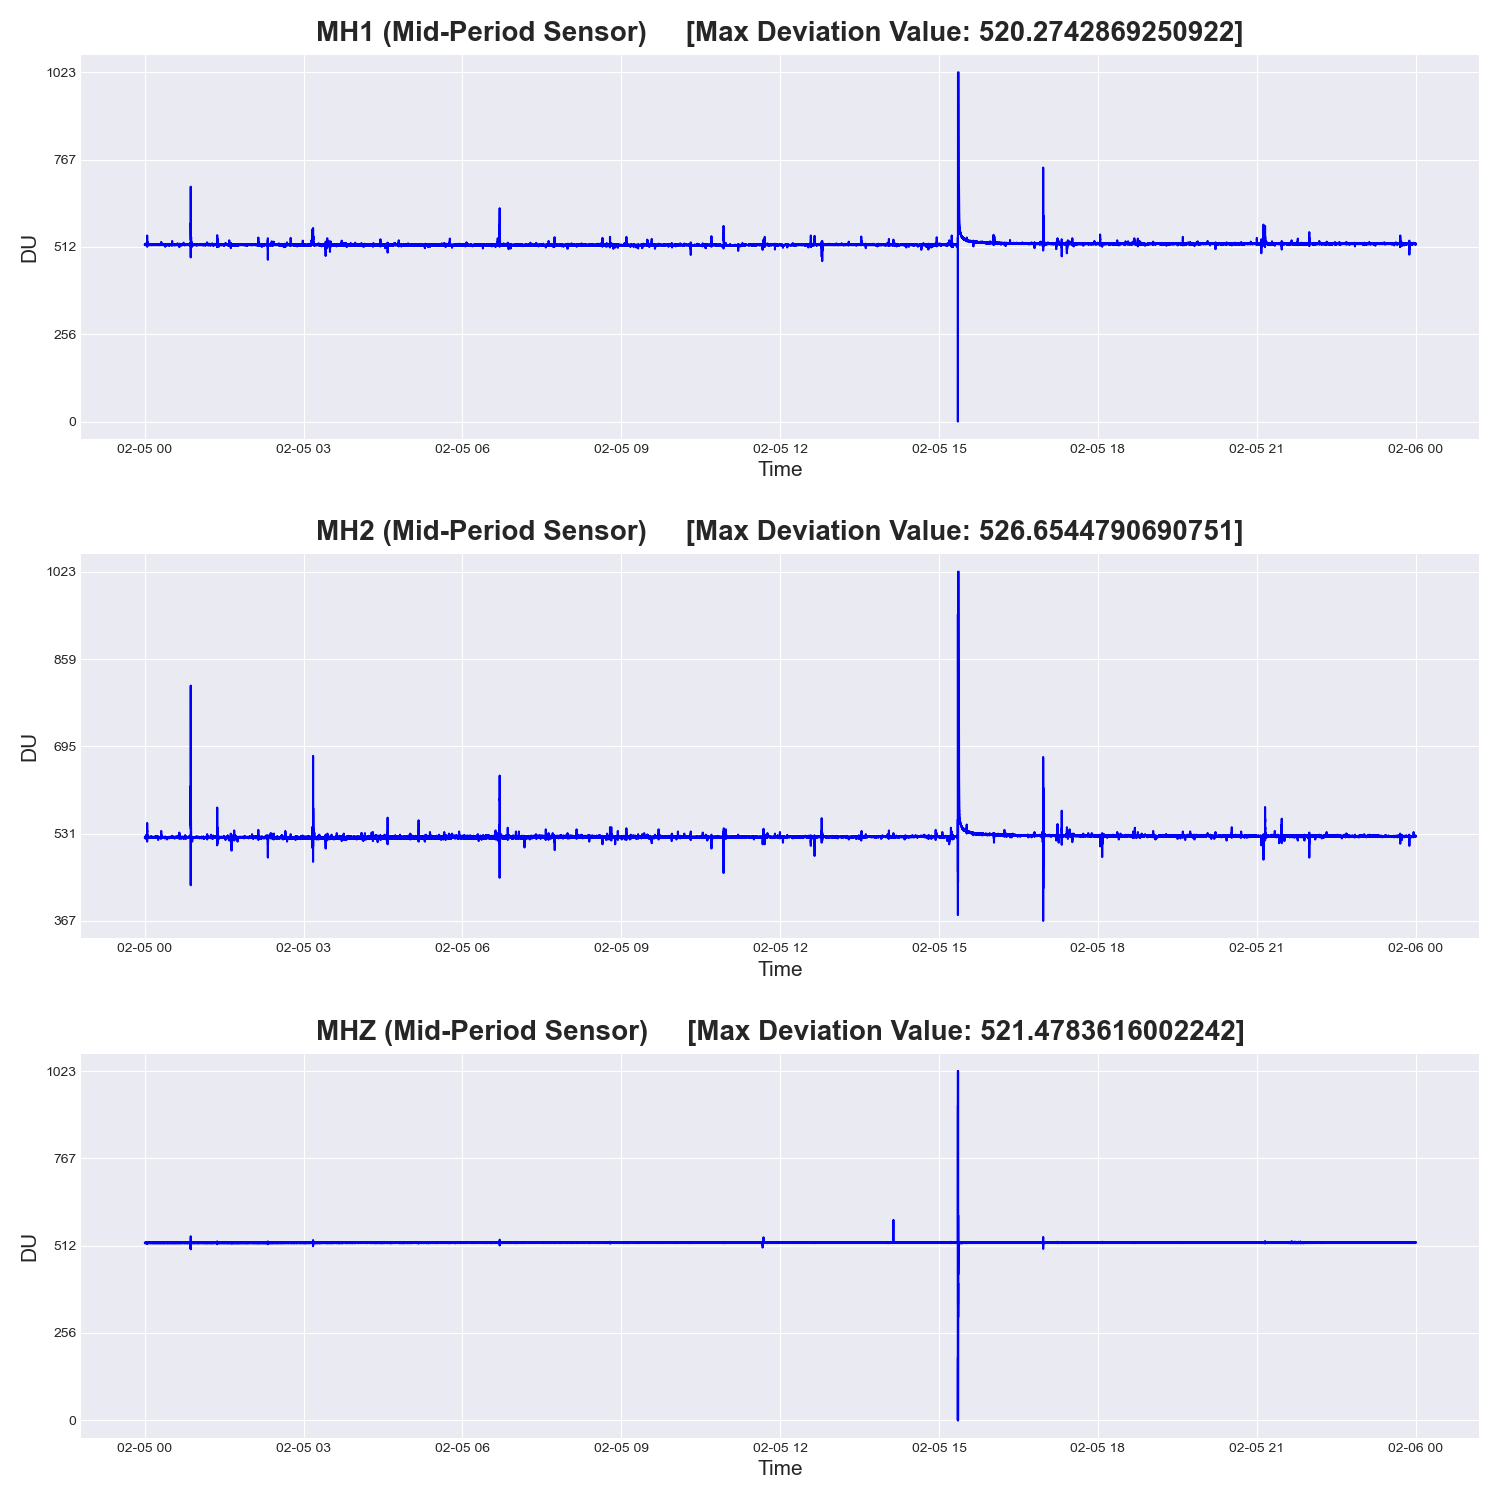 MH1 (Mid-Period Sensor) [Max Deviation Value: 520.2742869250922]
1023
767
512
256
0
DU
02-05 00 02-05 03 02-05 06 02-05 09 02-05 12 02-05 15 02-05 18 02-05 21 02-06 00
Time
MH2 (Mid-Period Sensor) [Max Deviation Value: 526.6544790690751]
1023
859
695
531
367
DU
02-05 00 02-05 03 02-05 06 02-05 09 02-05 12 02-05 15 02-05 18 02-05 21 02-06 00
Time
MHZ (Mid-Period Sensor) [Max Deviation Value: 521.4783616002242]
1023
767
512
256
0
DU
02-05 00 02-05 03 02-05 06 02-05 09 02-05 12 02-05 15 02-05 18 02-05 21 02-06 00
Time